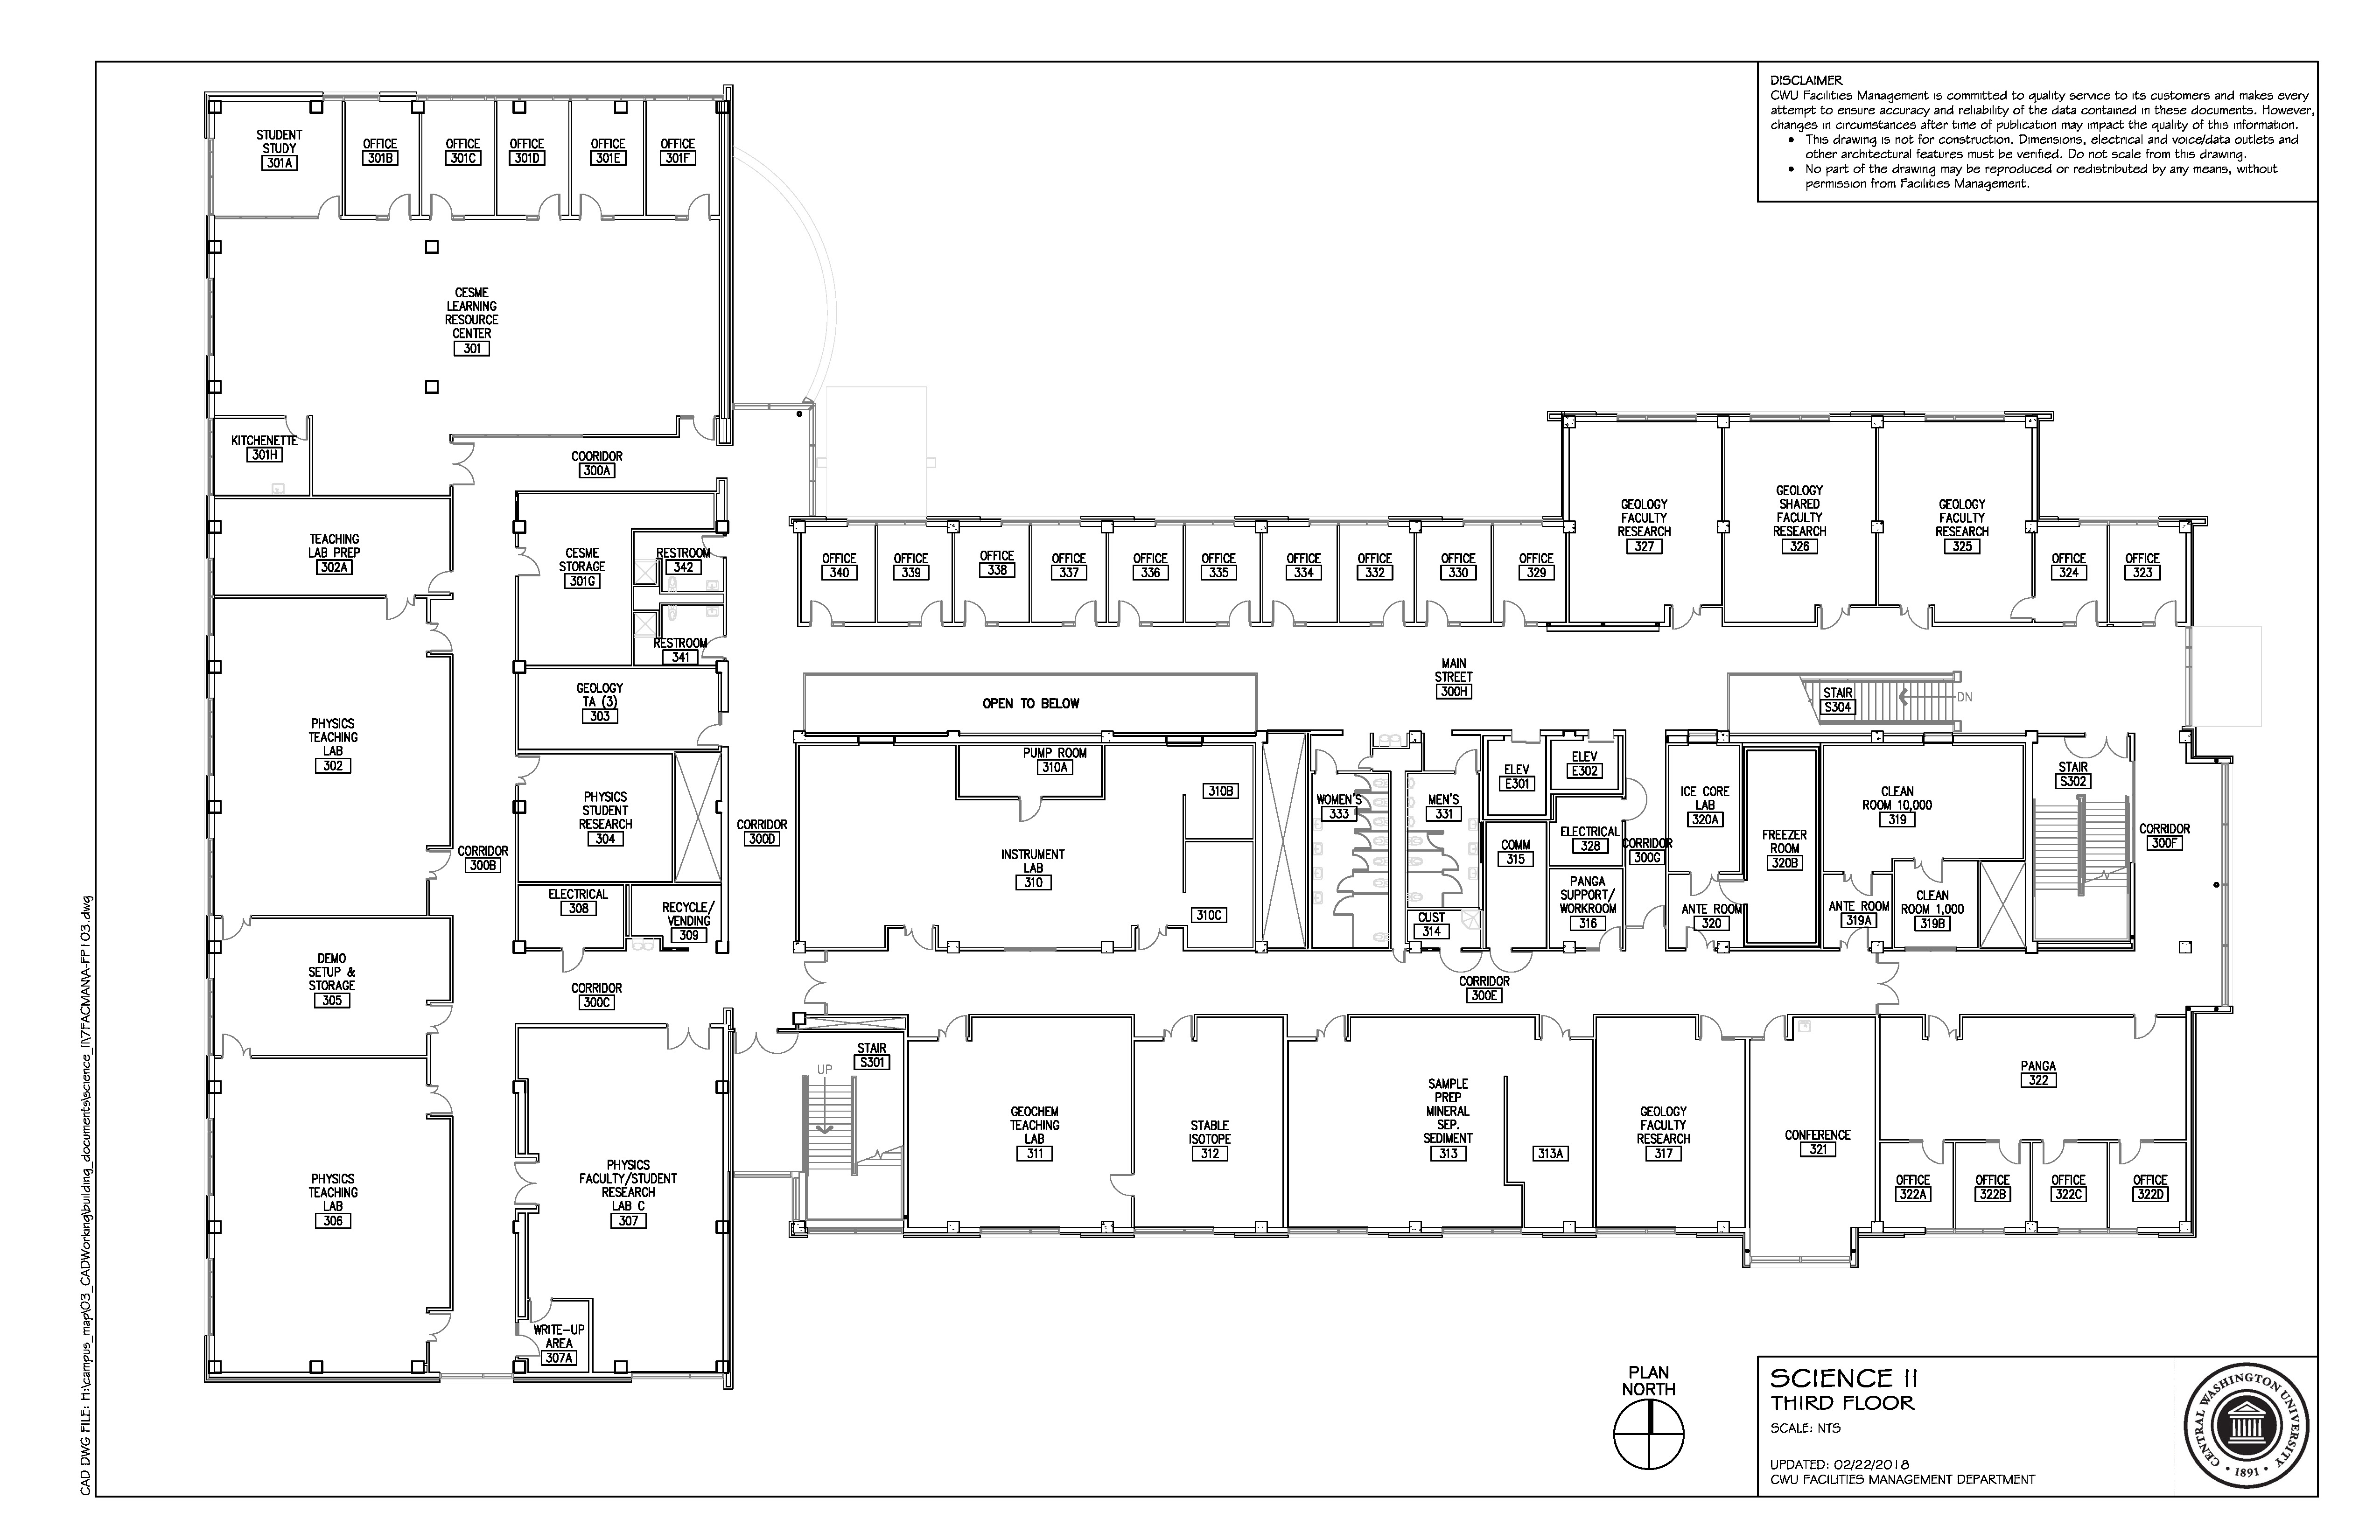 DISCLAIMER
CWU Facilities Management is committed to quality service to its customers and makes every
attempt to ensure accuracy and reliability of the data contained in these documents. However,
changes in circumstances after time of publication may impact the quality of this information.
• This drawing is not for construction. Dimensions, electrical and voice/data outlets and
other architectural features must be verified. Do not scale from this drawing.
• No part of the drawing may be reproduced or redistributed by any means, without
permission from Facilities Management.
STUDENT
STUDY
301A
OFFICE
301B
OFFICE
301C
OFFICE
301D
OFFICE
301E
OFFICE
301F
CESME
LEARNING
RESOURCE
CENTER
301
KITCHENETTE
301H
COORIDOR
300A
TEACHING
LAB PREP
302A
CESME
STORAGE
301G
RESTROOM
342
RESTROOM
341
GEOLOGY
TA (3)
303
PHYSICS
TEACHING
LAB
302
PHYSICS
STUDENT
RESEARCH
304
CORRIDOR
300B
CORRIDOR
300D
ELECTRICAL
308
RECYCLE/
VENDING
309
DEMO
SETUP &
STORAGE
305
CORRIDOR
300C
PHYSICS
TEACHING
LAB
306
PHYSICS
FACULTY/STUDENT
RESEARCH
LAB C
307
WRITE-UP
AREA
307A
OFFICE
340
OFFICE
339
OFFICE
338
OFFICE
337
OFFICE
336
OFFICE
335
OFFICE
334
OFFICE
332
OFFICE
330
OFFICE
329
GEOLOGY
FACULTY
RESEARCH
327
GEOLOGY
SHARED
FACULTY
RESEARCH
326
GEOLOGY
FACULTY
RESEARCH
325
OFFICE
324
OFFICE
323
MAIN
STREET
300H
OPEN TO BELOW
STAIR
S304
DN
PUMP ROOM
310A
310B
INSTRUMENT
LAB
310
310C
WOMEN'S
333
MEN'S
331
CUST
314
ELEV
E301
ELEV
E302
COMM
315
ELECTRICAL
328
PANGA
SUPPORT/
WORKROOM
316
CORRIDOR
300G
ICE CORE
LAB
320A
ANTE ROOM
320
FREEZER
ROOM
320B
CLEAN
ROOM 10,000
319
ANTE ROOM
319A
CLEAN
ROOM 1,000
319B
STAIR
S302
CORRIDOR
300F
CORRIDOR
300E
STAIR
S301
UP
GEOCHEM
TEACHING
LAB
311
STABLE
ISOTOPE
312
SAMPLE
PREP
MINERAL
SEP.
SEDIMENT
313
313A
GEOLOGY
FACULTY
RESEARCH
317
CONFERENCE
321
PANGA
322
OFFICE
322A
OFFICE
322B
OFFICE
322C
OFFICE
322D
PLAN
NORTH
SCIENCE II
THIRD FLOOR
SCALE: NTS
UPDATED: 02/22/2018
CWU FACILITIES MANAGEMENT DEPARTMENT
CENTRAL WASHINGTON UNIVERSITY
• 1891 •
CAD DWG FILE: H:\campus_map\03_CADWorking\building_documents\science_II\7FACMANA-FP103.dwg